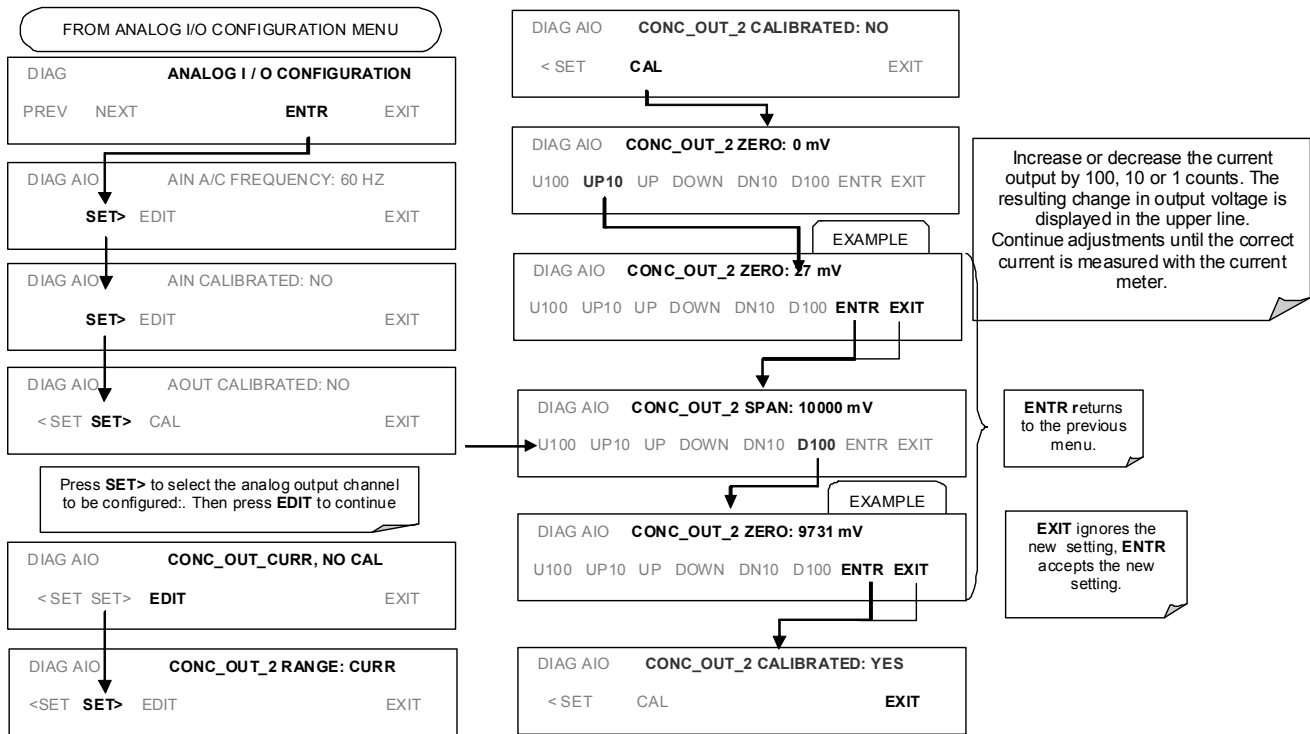 FROM ANALOG I/O CONFIGURATION MENU
DIAG ANALOG I / O CONFIGURATION
PREV NEXT ENTR EXIT
DIAG AIO AIN A/C FREQUENCY: 60 HZ
SET> EDIT EXIT
DIAG AIO AIN CALIBRATED: NO
SET> EDIT EXIT
DIAG AIO AOUT CALIBRATED: NO
< SET SET> CAL EXIT
Press SET> to select the analog output channel
to be configured:. Then press EDIT to continue
DIAG AIO CONC_OUT_CURR, NO CAL
< SET SET> EDIT EXIT
DIAG AIO CONC_OUT_2 RANGE: CURR
<SET SET> EDIT EXIT
DIAG AIO CONC_OUT_2 CALIBRATED: NO
< SET CAL EXIT
DIAG AIO CONC_OUT_2 ZERO: 0 mV
U100 UP10 UP DOWN DN10 D100 ENTR EXIT
EXAMPLE
DIAG AIO CONC_OUT_2 ZERO: 27 mV
U100 UP10 UP DOWN DN10 D100 ENTR EXIT
DIAG AIO CONC_OUT_2 SPAN: 10000 mV
U100 UP10 UP DOWN DN10 D100 ENTR EXIT
EXAMPLE
DIAG AIO CONC_OUT_2 ZERO: 9731 mV
U100 UP10 UP DOWN DN10 D100 ENTR EXIT
DIAG AIO CONC_OUT_2 CALIBRATED: YES
< SET CAL EXIT
Increase or decrease the current
output by 100, 10 or 1 counts. The
resulting change in output voltage is
displayed in the upper line.
Continue adjustments until the correct
current is measured with the current
meter.
ENTR returns
to the previous
menu.
EXIT ignores the
new setting, ENTR
accepts the new
setting.